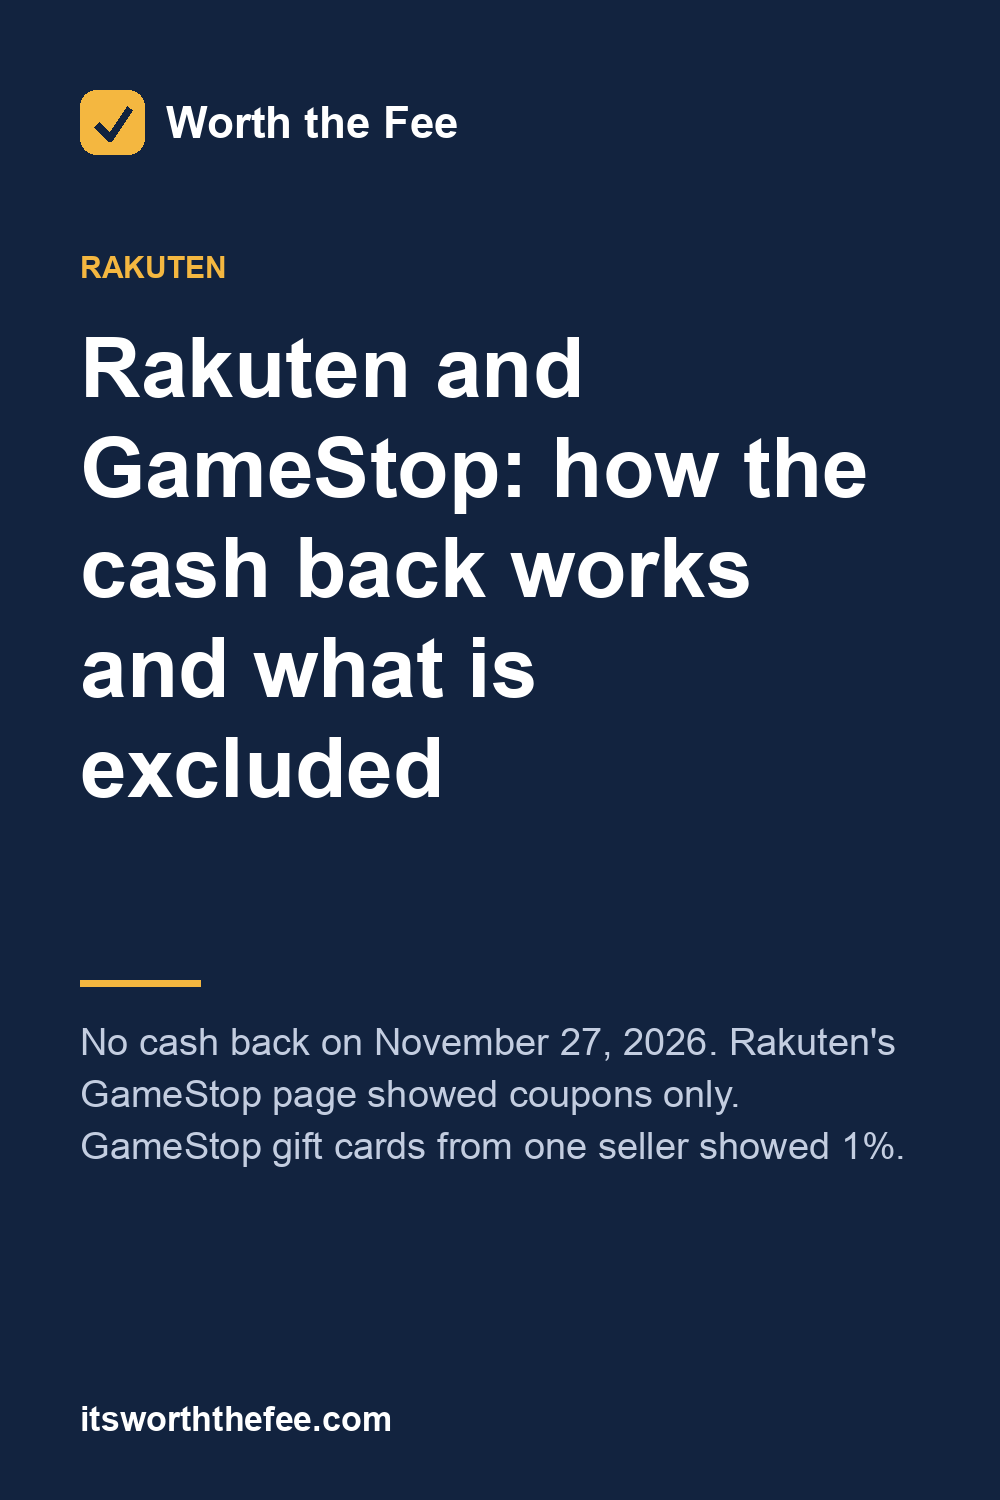 Worth the Fee
RAKUTEN
Rakuten and
GameStop: how the
cash back works
and what is
excluded
No cash back on November 27, 2026. Rakuten's
GameStop page showed coupons only.
GameStop gift cards from one seller showed 1%.
itsworththefee.com